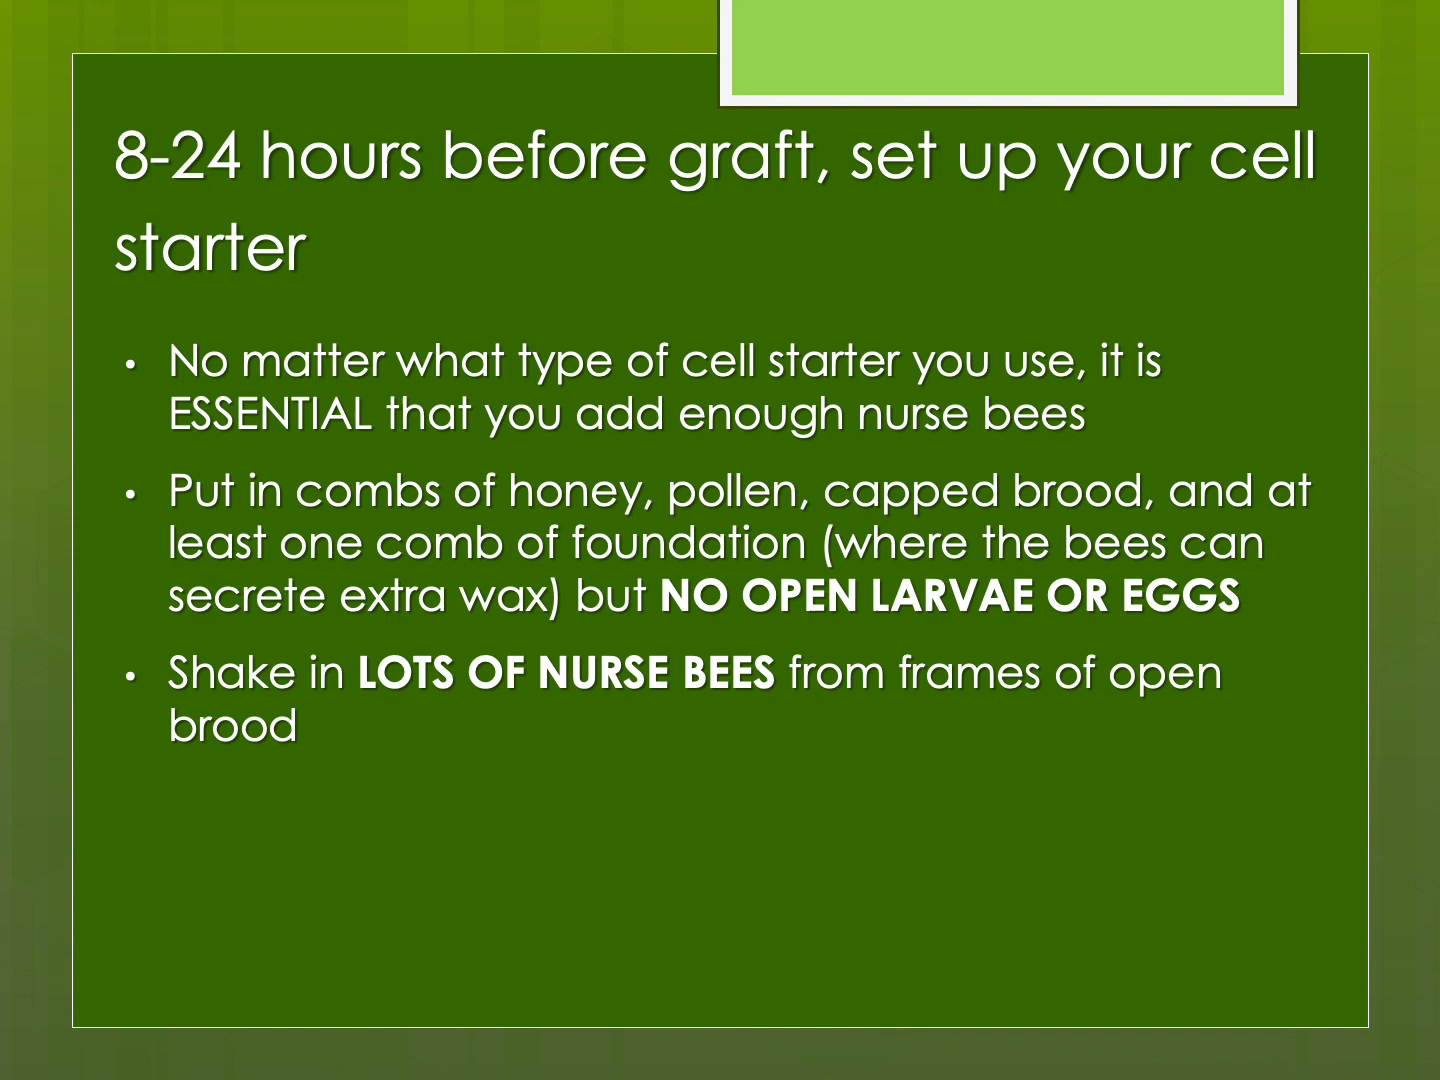 8-24 hours before graft, set up your cell
starter
• No matter what type of cell starter you use, it is
ESSENTIAL that you add enough nurse bees
• Put in combs of honey, pollen, capped brood, and at
least one comb of foundation (where the bees can
secrete extra wax) but NO OPEN LARVAE OR EGGS
• Shake in LOTS OF NURSE BEES from frames of open
brood